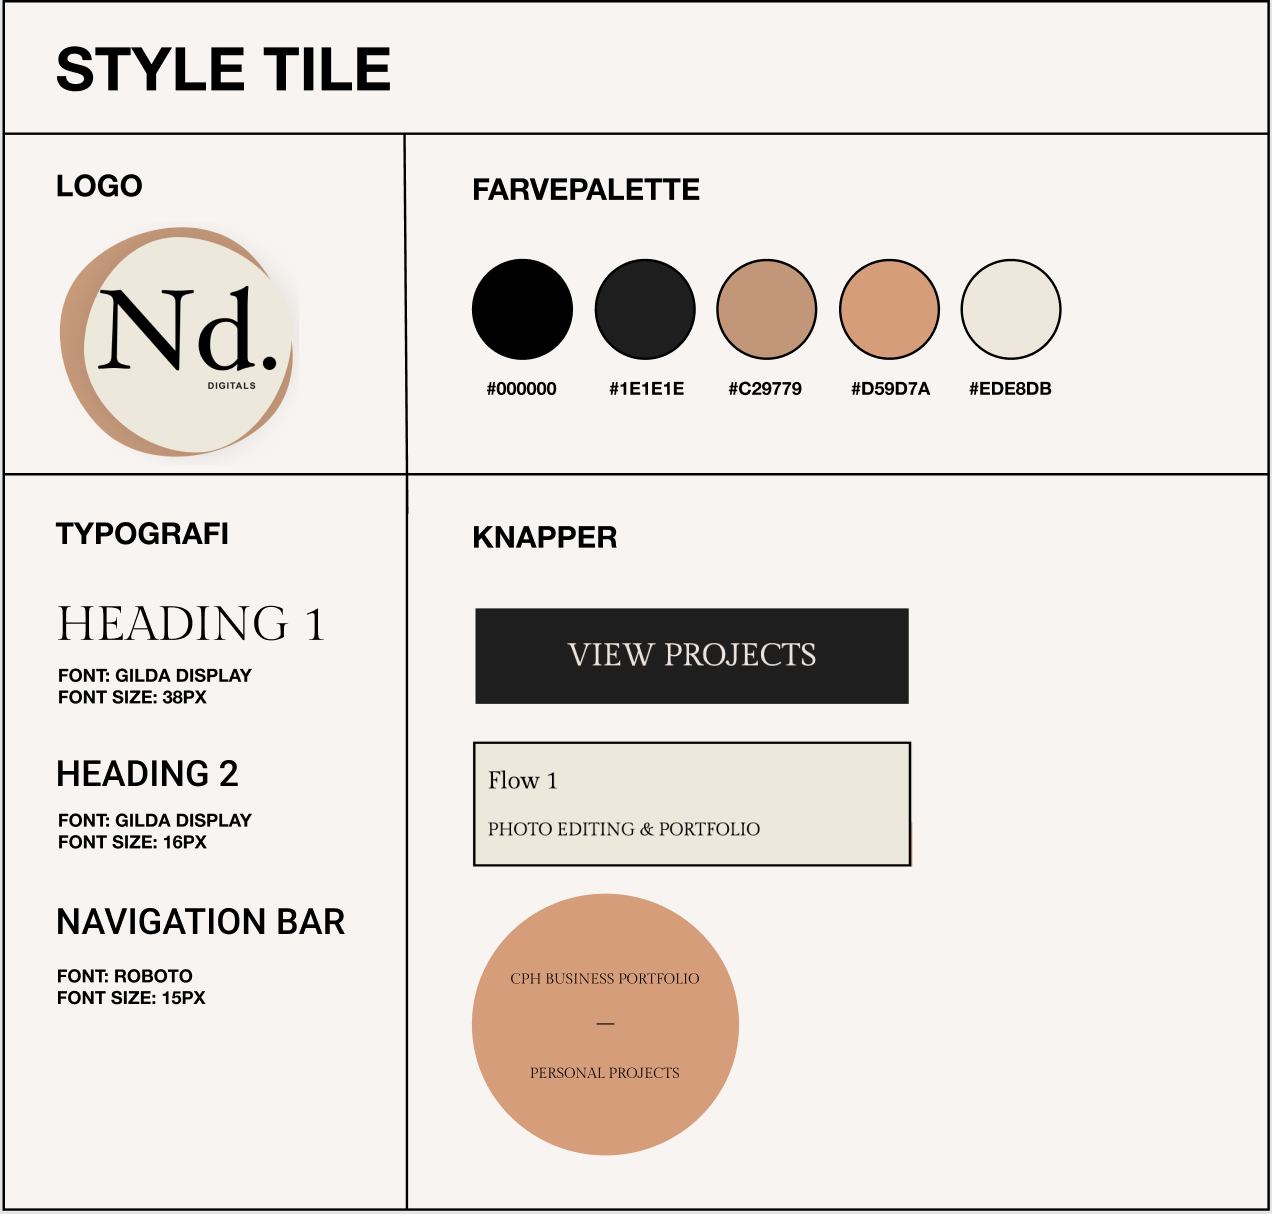 STYLE TILE
LOGO
Nd.
DIGITALS
FARVEPALETTE
#000000
#1E1E1E
#C29779
#D59D7A
#EDE8DB
TYPOGRAFI
HEADING 1
FONT: GILDA DISPLAY
FONT SIZE: 38PX
HEADING 2
FONT: GILDA DISPLAY
FONT SIZE: 16PX
NAVIGATION BAR
FONT: ROBOTO
FONT SIZE: 15PX
KNAPPER
VIEW PROJECTS
Flow 1
PHOTO EDITING & PORTFOLIO
CPH BUSINESS PORTFOLIO
—
PERSONAL PROJECTS